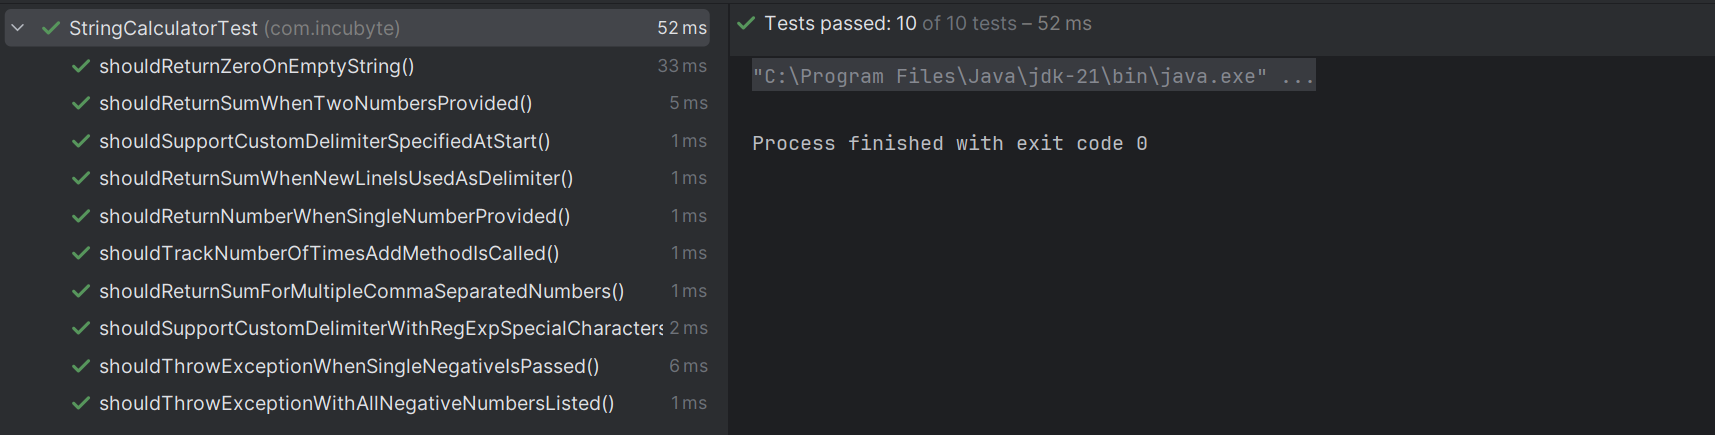 StringCalculatorTest (com.incubyte) 52 ms
shouldReturnZeroOnEmptyString() 33 ms
shouldReturnSumWhenTwoNumbersProvided() 5 ms
shouldSupportCustomDelimiterSpecifiedAtStart() 1 ms
shouldReturnSumWhenNewLineIsUsedAsDelimiter() 1 ms
shouldReturnNumberWhenSingleNumberProvided() 1 ms
shouldTrackNumberOfTimesAddMethodIsCalled() 1 ms
shouldReturnSumForMultipleCommaSeparatedNumbers() 1 ms
shouldSupportCustomDelimiterWithRegExpSpecialCharacters 2 ms
shouldThrowExceptionWhenSingleNegativeIsPassed() 6 ms
shouldThrowExceptionWithAllNegativeNumbersListed() 1 ms
Tests passed: 10 of 10 tests – 52 ms
"C:\Program Files\Java\jdk-21\bin\java.exe" ...
Process finished with exit code 0